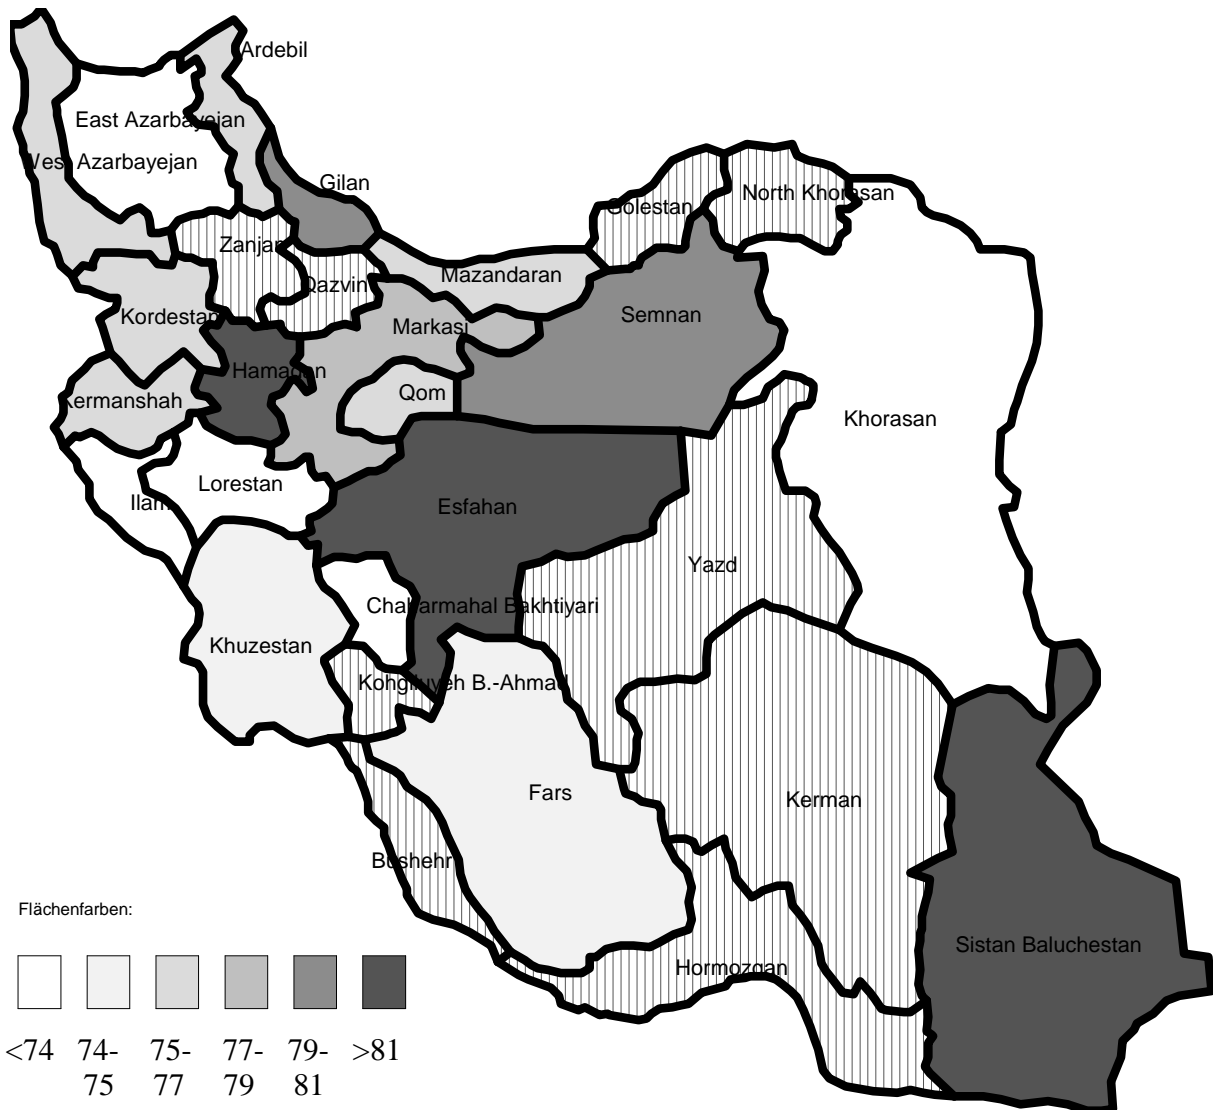 Ardebil
East Azarbayejan
West Azarbayejan
Gilan
Golestan
North Khorasan
Zanjan
Qazvin
Mazandaran
Kordestan
Markasi
Semnan
Hamadan
Kermanshah
Qom
Khorasan
Lorestan
Ilam
Esfahan
Yazd
Chaharmahal Bakhtiyari
Khuzestan
Kohgiluyeh B.-Ahmad
Fars
Kerman
Bushehr
Sistan Baluchestan
Hormozgan
Flächenfarben:
<74 74- 75- 77- 79- >81
75 77 79 81